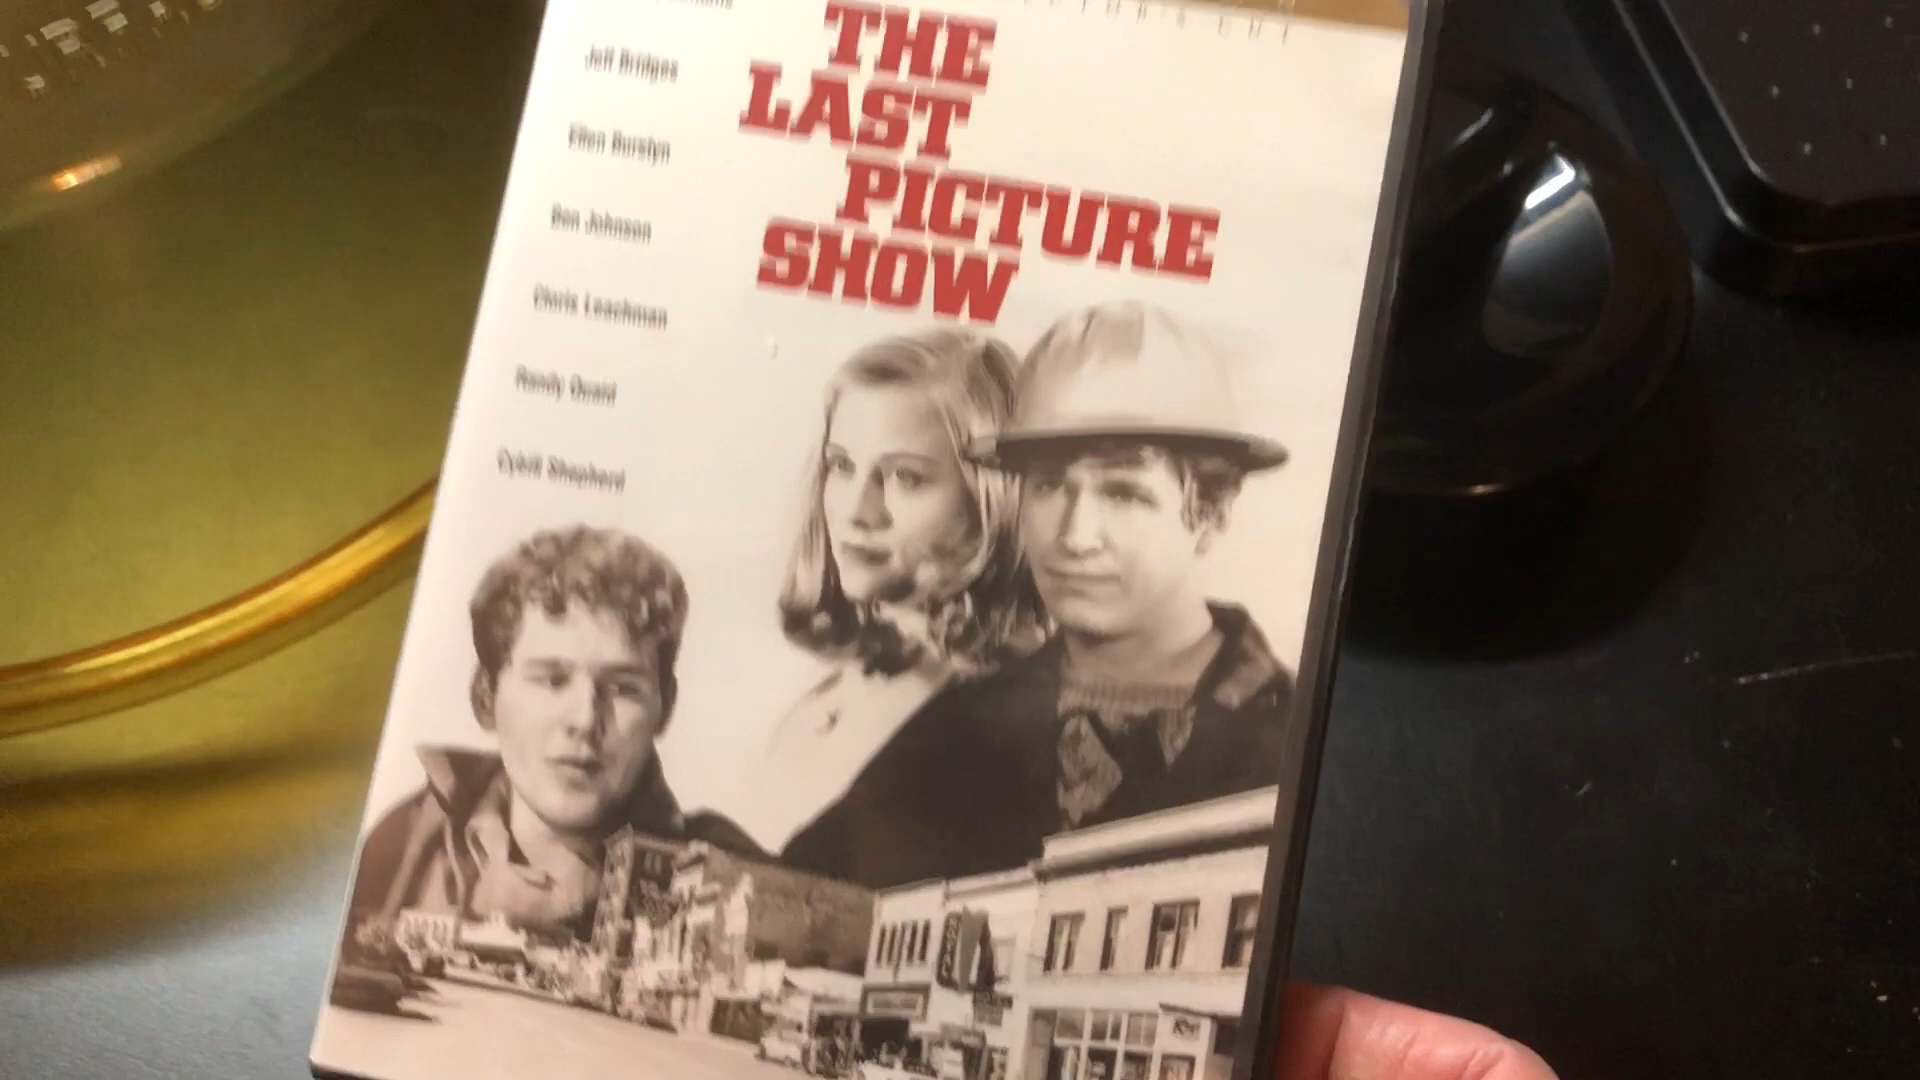 THE
LAST
PICTURE
SHOW
Jeff Bridges
Ellen Burstyn
Ben Johnson
Cloris Leachman
Randy Quaid
Cybill Shepherd